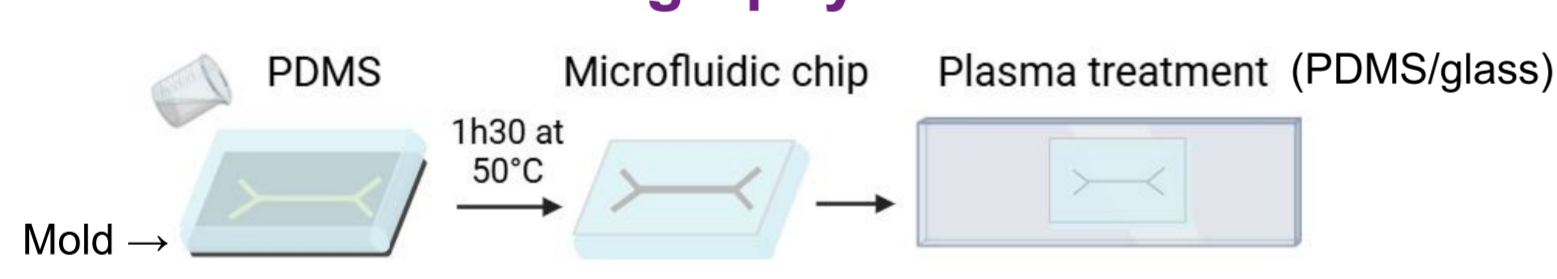 PDMS
Microfluidic chip
Plasma treatment (PDMS/glass)
1h30 at
50°C
Mold →